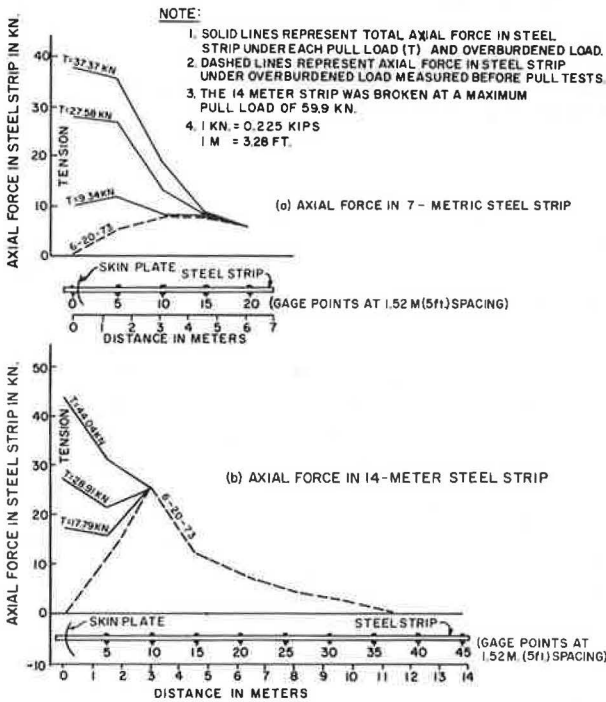 NOTE:
1. SOLID LINES REPRESENT TOTAL AXIAL FORCE IN STEEL
STRIP UNDER EACH PULL LOAD (T) AND OVERBURDENED LOAD.
2. DASHED LINES REPRESENT AXIAL FORCE IN STEEL STRIP
UNDER OVERBURDENED LOAD MEASURED BEFORE PULL TESTS.
3. THE 14 METER STRIP WAS BROKEN AT A MAXIMUM
PULL LOAD OF 59.9 KN.
4. 1 KN. = 0.225 KIPS
1 M = 3.28 FT.
AXIAL FORCE IN STEEL STRIP IN KN.
40
30
20
10
0
TENSION
T=37.37 KN
T=27.58 KN
T=9.34 KN
6-20-73
(a) AXIAL FORCE IN 7- METRIC STEEL STRIP
SKIN PLATE
STEEL STRIP
0 5 10 15 20 (GAGE POINTS AT 1.52 M (5ft.) SPACING)
0 1 2 3 4 5 6 7
DISTANCE IN METERS
AXIAL FORCE IN STEEL STRIP IN KN.
50
40
30
20
10
0
-10
TENSION
T=44.04KN
T=28.91 KN
T=17.79KN
6-20-73
(b) AXIAL FORCE IN 14-METER STEEL STRIP
SKIN PLATE
STEEL STRIP
5 10 15 20 25 30 35 40 45
(GAGE POINTS AT
1.52M. (5ft) SPACING)
0 1 2 3 4 5 6 7 8 9 10 11 12 13 14
DISTANCE IN METERS